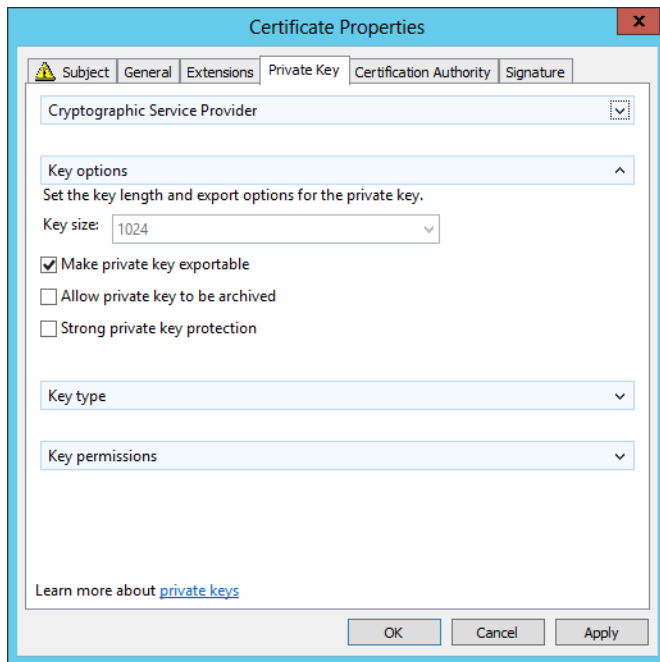 Certificate Properties
x
Subject General Extensions Private Key Certification Authority Signature
Cryptographic Service Provider
Key options
Set the key length and export options for the private key.
Key size: 1024
Make private key exportable
Allow private key to be archived
Strong private key protection
Key type
Key permissions
Learn more about private keys
OK Cancel Apply